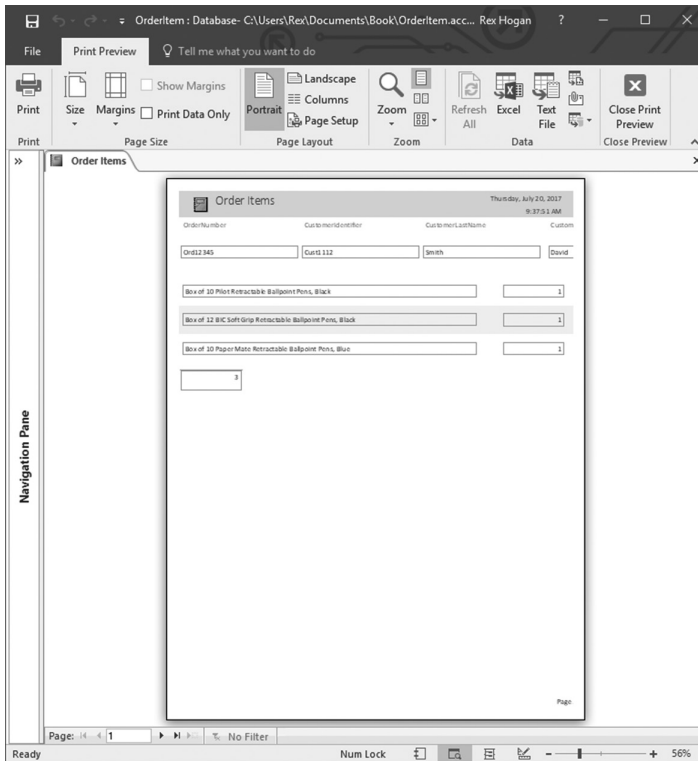 OrderItem : Database- C:\Users\Rex\Documents\Book\OrderItem.acc... Rex Hogan ?
File Print Preview Tell me what you want to do
Print
Size
Margins
Show Margins
Print Data Only
Portrait
Landscape
Columns
Page Setup
Zoom
Refresh All
Excel
Text File
Close Print Preview
Print Page Size Page Layout Zoom Data Close Preview
Order Items
Navigation Pane
Order Items
Thursday, July 20, 2017
9:37:51 AM
OrderNumber CustomerIdentifier CustomerLastName Custom
Ord12345 Cust1112 Smith David
Box of 10 Pilot Retractable Ballpoint Pens, Black 1
Box of 12 BIC Soft Grip Retractable Ballpoint Pens, Black 1
Box of 10 Paper Mate Retractable Ballpoint Pens, Blue 1
3
Page
Page: 1 No Filter
Ready Num Lock 56%